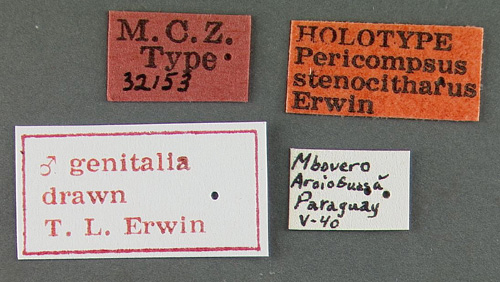 M.C.Z.
Type
32153
HOLOTYPE
Pericompsus
stenocitharus
Erwin
♂ genitalia
drawn
T. L. Erwin
Mbovero
Paraguay
V-40